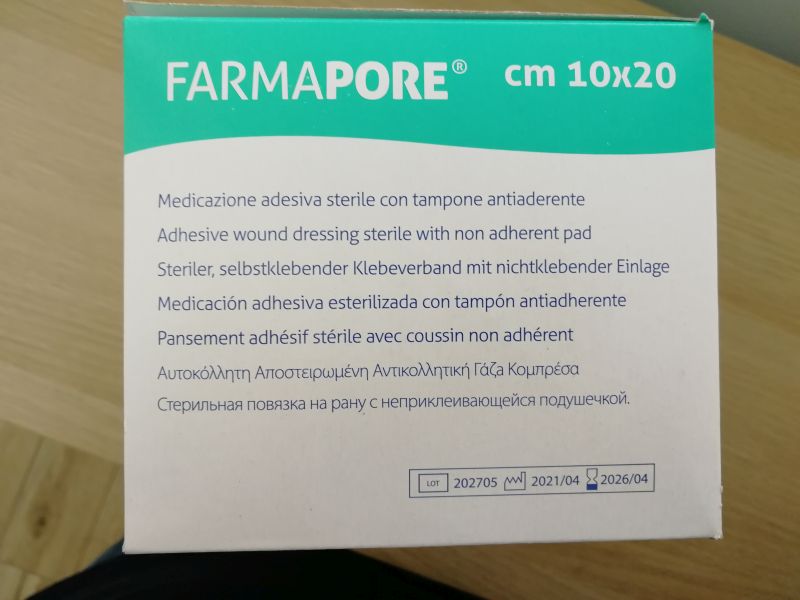 FARMAPORE® cm 10x20
Medicazione adesiva sterile con tampone antiaderente
Adhesive wound dressing sterile with non adherent pad
Steriler, selbstklebender Klebeverband mit nichtklebender Einlage
Medicación adhesiva esterilizada con tampón antiadherente
Pansement adhésif stérile avec coussin non adhérent
Αυτοκόλλητη Αποστειρωμένη Αντικολλητική Γάζα Κομπρέσα
Стерильная повязка на рану с неприклеивающейся подушечкой.
LOT 202705 2021/04 2026/04